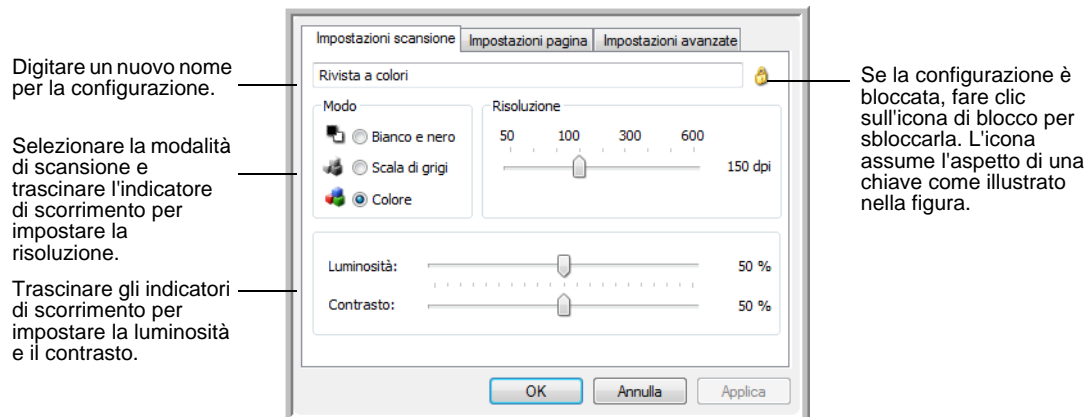 Digitare un nuovo nome
per la configurazione.
Selezionare la modalità
di scansione e
trascinare l'indicatore
di scorrimento per
impostare la
risoluzione.
Trascinare gli indicatori
di scorrimento per
impostare la luminosità
e il contrasto.
Impostazioni scansione
Impostazioni pagina
Impostazioni avanzate
Rivista a colori
Modo
Bianco e nero
Scala di grigi
Colore
Risoluzione
50 100 300 600
150 dpi
Luminosità: 50 %
Contrasto: 50 %
OK
Annulla
Applica
Se la configurazione è
bloccata, fare clic
sull'icona di blocco per
sbloccarla. L'icona
assume l'aspetto di una
chiave come illustrato
nella figura.